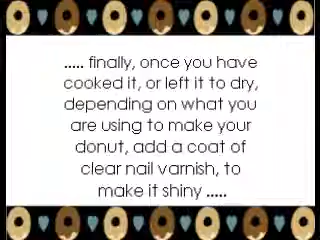 ..... finally, once you have
cooked it, or left it to dry,
depending on what you
are using to make your
donut, add a coat of
clear nail varnish, to
make it shiny .....